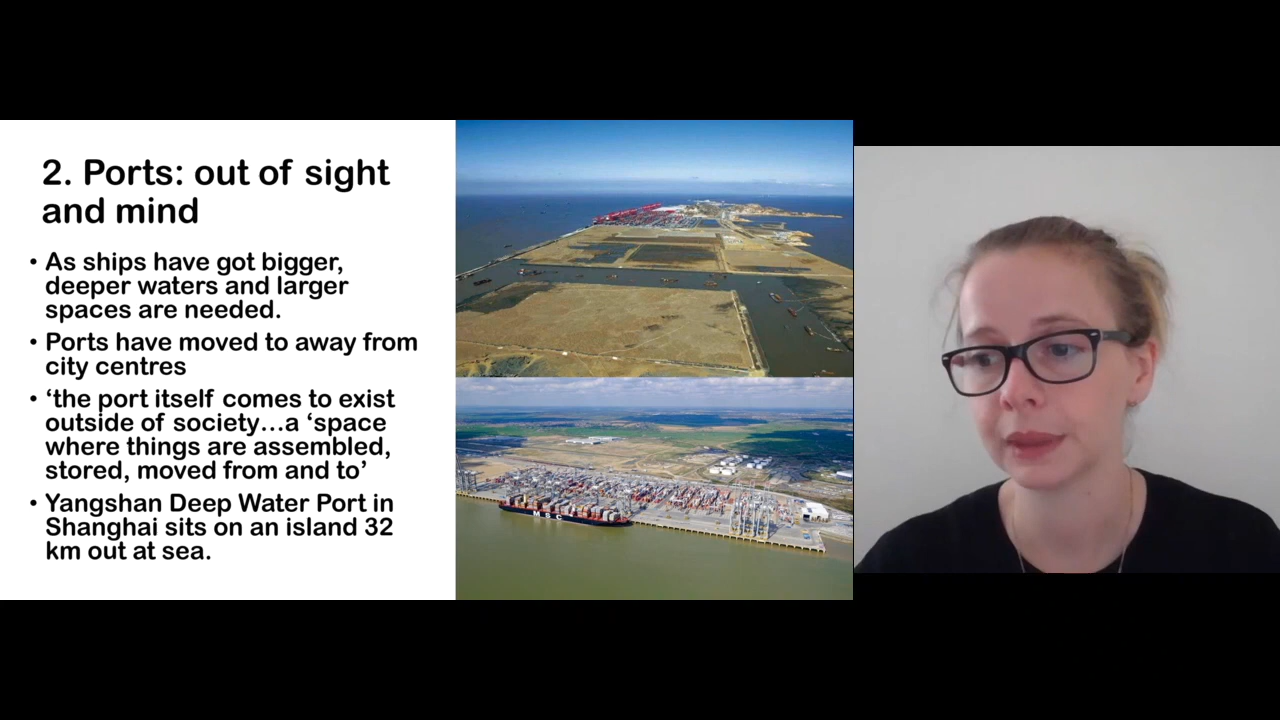 2. Ports: out of sight
and mind
• As ships have got bigger,
deeper waters and larger
spaces are needed.
• Ports have moved to away from
city centres
• ‘the port itself comes to exist
outside of society…a ‘space
where things are assembled,
stored, moved from and to’
• Yangshan Deep Water Port in
Shanghai sits on an island 32
km out at sea.
MSC